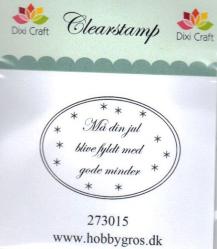 Dixi Craft
Clearstamp
Dixi Craft
Må din jul
blive fyldt med
gode minder
273015
www.hobbygros.dk